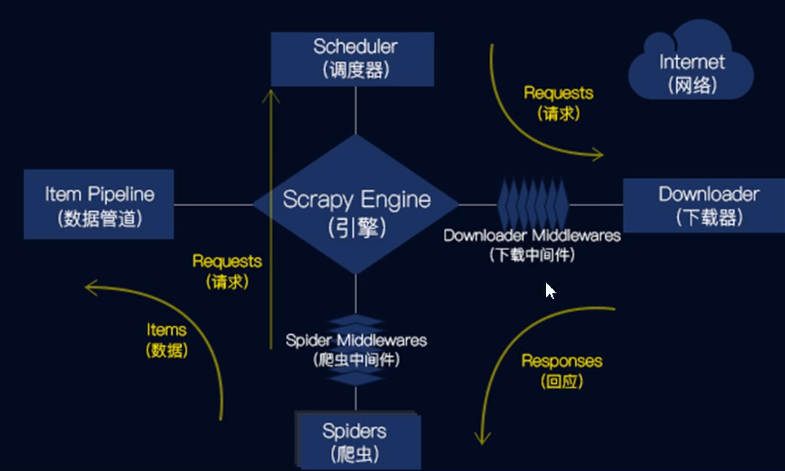 Scheduler
(调度器)
Internet
(网络)
Requests
(请求)
Item Pipeline
(数据管道)
Scrapy Engine
(引擎)
Downloader
(下载器)
Downloader Middlewares
(下载中间件)
Requests
(请求)
Items
(数据)
Spider Middlewares
(爬虫中间件)
Responses
(回应)
Spiders
(爬虫)